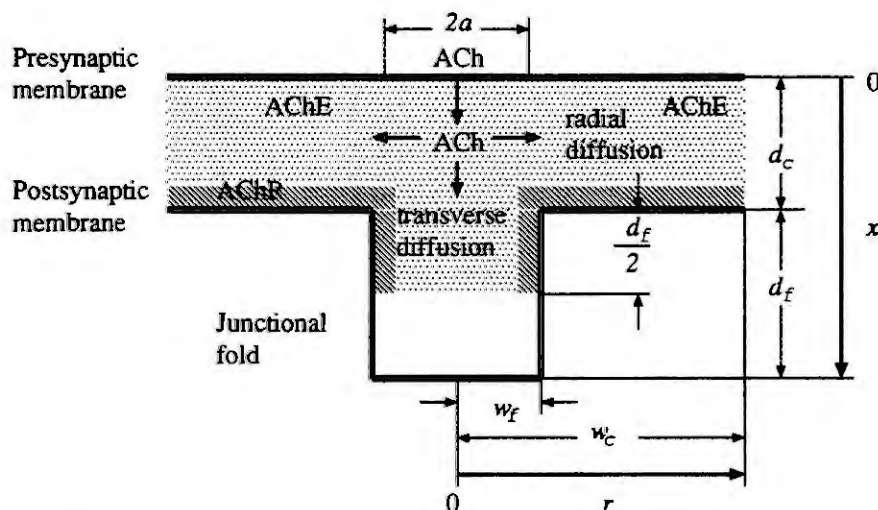 2a
Presynaptic
membrane
ACh
0
AChE
radial
diffusion
AChE
ACh
d_c
Postsynaptic
membrane
AChR
transverse
diffusion
d_f
2
x
d_f
Junctional
fold
w_f
w_c
0
r